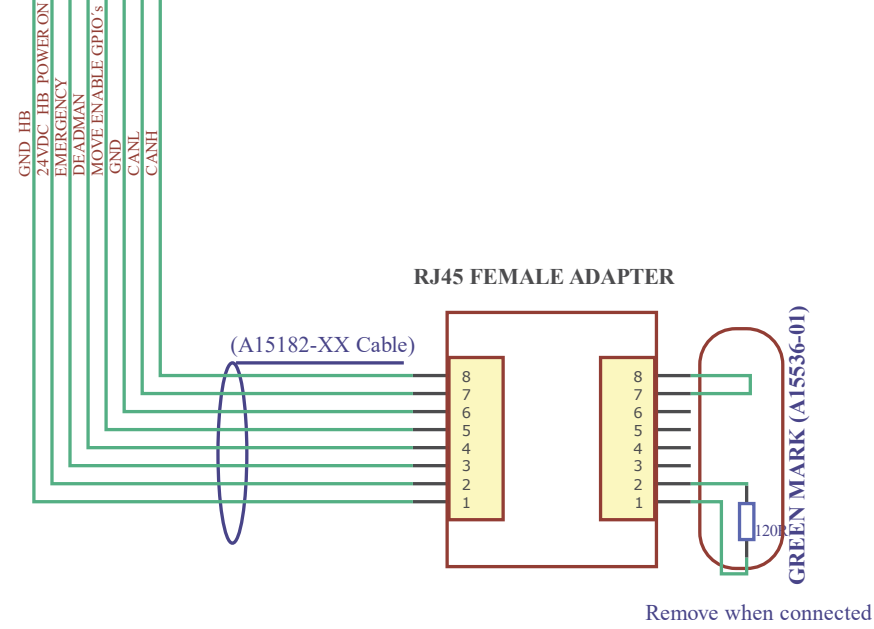 GND HB
24VDC HB POWER ON
EMERGENCY
DEADMAN
MOVE ENABLE GPIO´s
GND
CANL
CANH
RJ45 FEMALE ADAPTER
(A15182-XX Cable)
8
7
6
5
4
3
2
1
8
7
6
5
4
3
2
1
120R
GREEN MARK (A15536-01)
Remove when connected